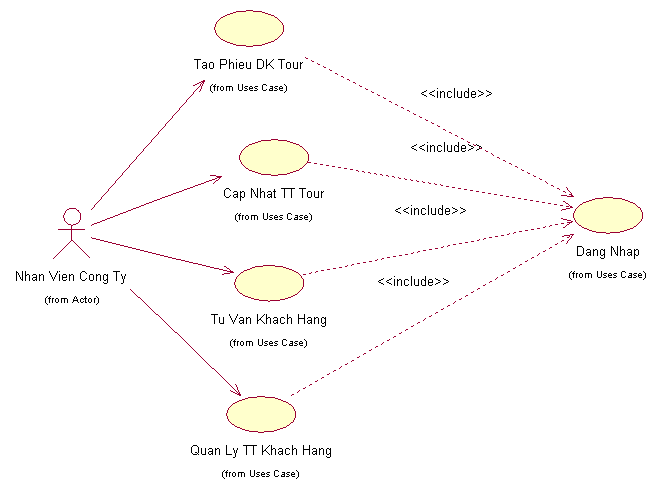 Tao Phieu DK Tour
(from Uses Case)
<<include>>
<<include>>
Cap Nhat TT Tour
(from Uses Case)
<<include>>
Dang Nhap
(from Uses Case)
Nhan Vien Cong Ty
(from Actor)
<<include>>
Tu Van Khach Hang
(from Uses Case)
Quan Ly TT Khach Hang
(from Uses Case)